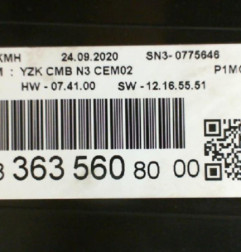 KMH 24.09.2020 SN3- 0775646
: YZK CMB N3 CEM02 P1M
HW - 07.41.00 SW - 12.16.55.51
363 560 80 00